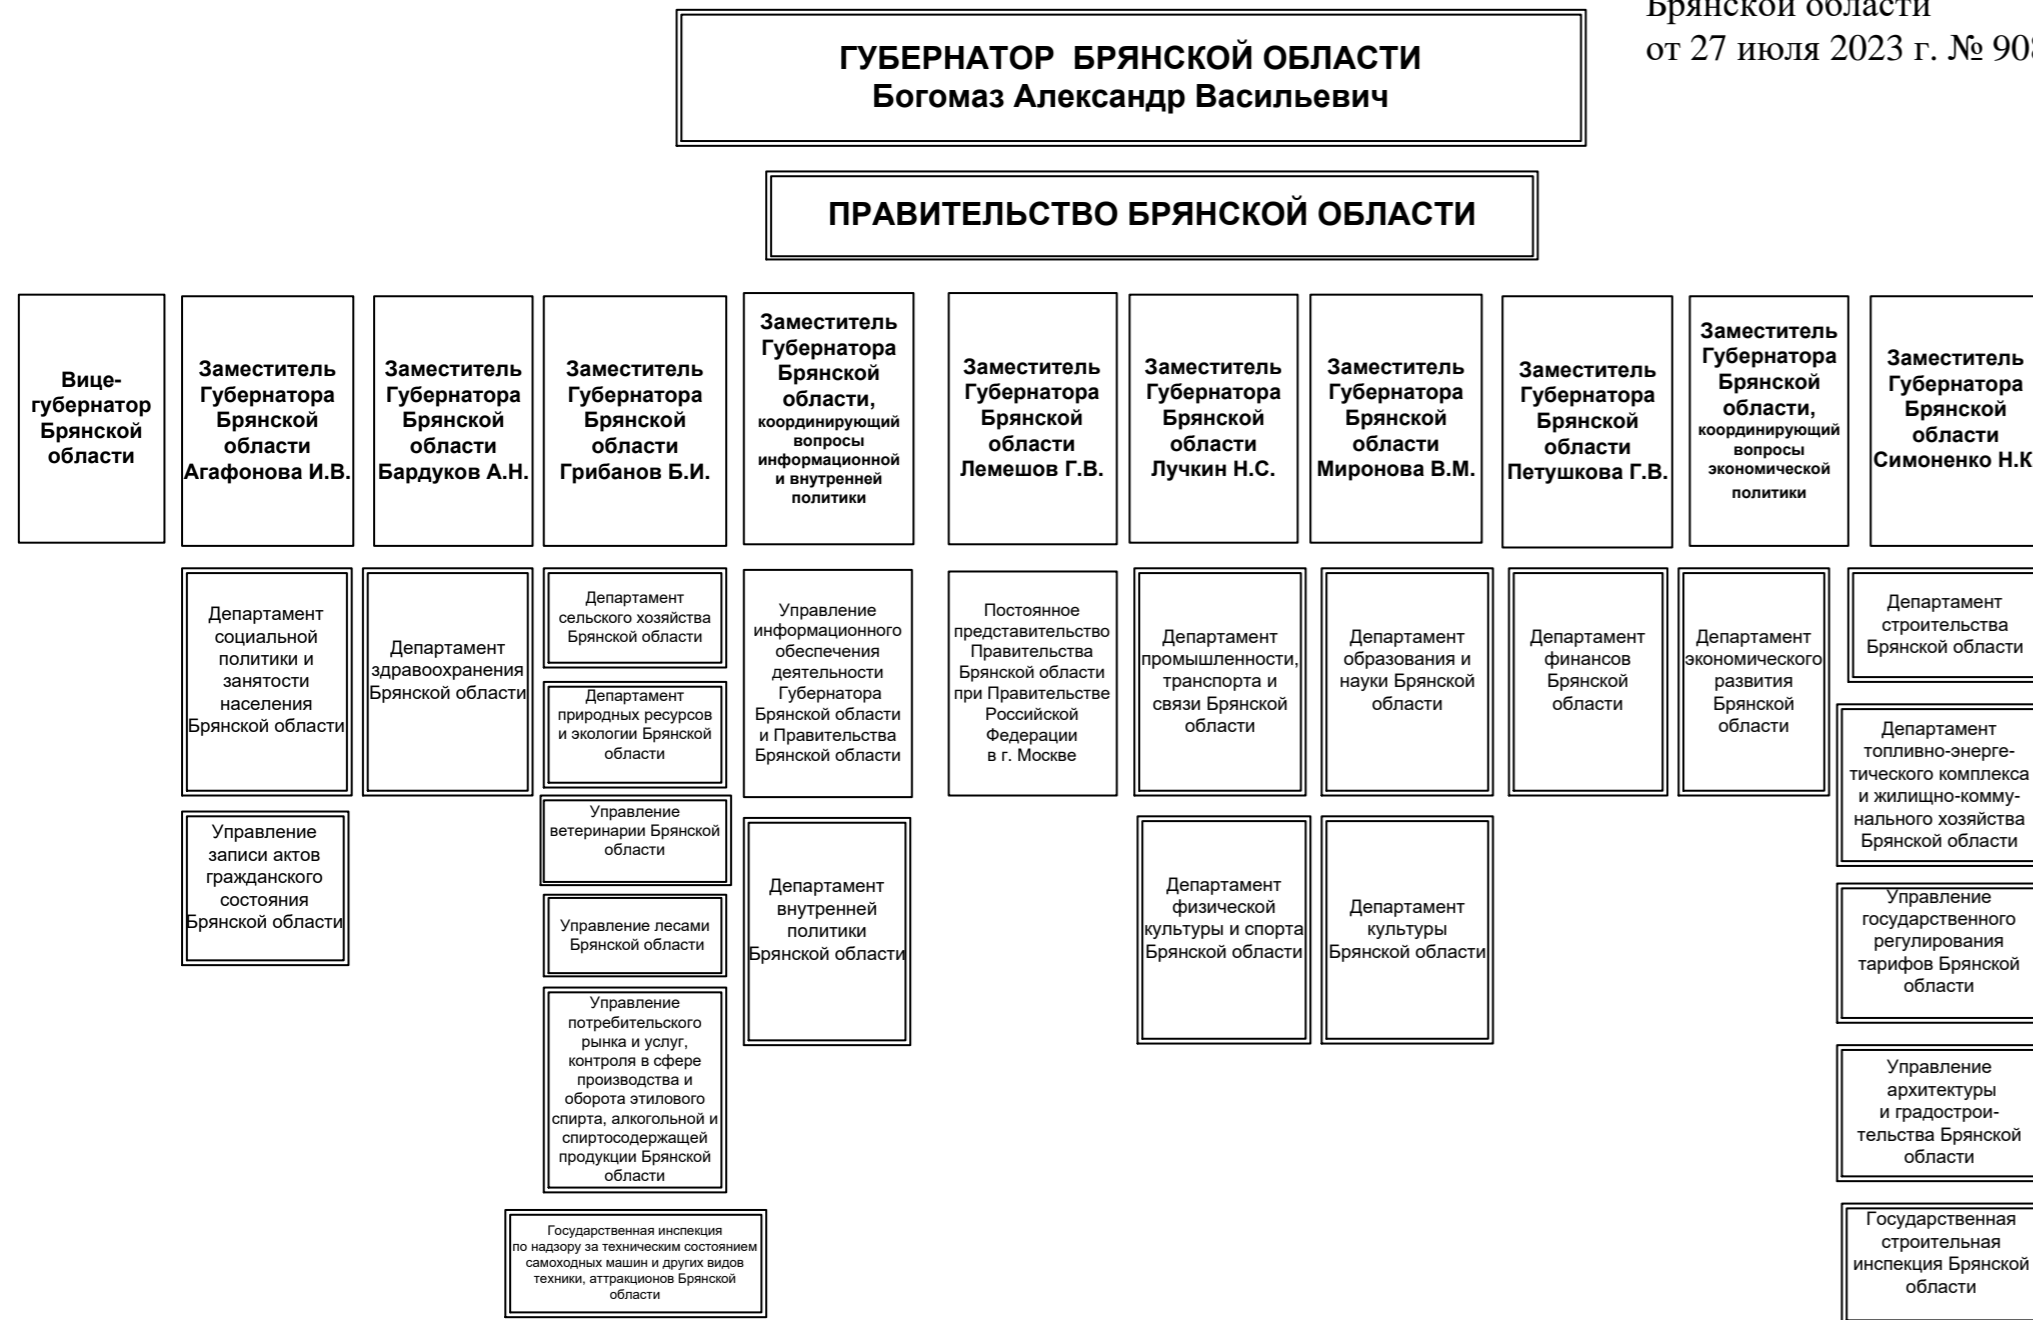 Брянской области
от 27 июля 2023 г. № 908
ГУБЕРНАТОР БРЯНСКОЙ ОБЛАСТИ
Богомаз Александр Васильевич
ПРАВИТЕЛЬСТВО БРЯНСКОЙ ОБЛАСТИ
Вице-
губернатор
Брянской
области
Заместитель
Губернатора
Брянской
области
Агафонова И.В.
Заместитель
Губернатора
Брянской
области
Бардуков А.Н.
Заместитель
Губернатора
Брянской
области
Грибанов Б.И.
Заместитель
Губернатора
Брянской
области,
координирующий
вопросы
информационной
и внутренней
политики
Заместитель
Губернатора
Брянской
области
Лемешов Г.В.
Заместитель
Губернатора
Брянской
области
Лучкин Н.С.
Заместитель
Губернатора
Брянской
области
Миронова В.М.
Заместитель
Губернатора
Брянской
области
Петушкова Г.В.
Заместитель
Губернатора
Брянской
области,
координирующий
вопросы
экономической
политики
Заместитель
Губернатора
Брянской
области
Симоненко Н.К
Департамент
социальной
политики и
занятости
населения
Брянской области
Управление
записи актов
гражданского
состояния
Брянской области
Департамент
здравоохранения
Брянской области
Департамент
сельского хозяйства
Брянской области
Департамент
природных ресурсов
и экологии Брянской
области
Управление
ветеринарии Брянской
области
Управление лесами
Брянской области
Управление
потребительского
рынка и услуг,
контроля в сфере
производства и
оборота этилового
спирта, алкогольной и
спиртосодержащей
продукции Брянской
области
Государственная инспекция
по надзору за техническим состоянием
самоходных машин и других видов
техники, аттракционов Брянской
области
Управление
информационного
обеспечения
деятельности
Губернатора
Брянской области
и Правительства
Брянской области
Департамент
внутренней
политики
Брянской области
Постоянное
представительство
Правительства
Брянской области
при Правительстве
Российской
Федерации
в г. Москве
Департамент
промышленности,
транспорта и
связи Брянской
области
Департамент
физической
культуры и спорта
Брянской области
Департамент
образования и
науки Брянской
области
Департамент
культуры
Брянской области
Департамент
финансов
Брянской
области
Департамент
экономического
развития
Брянской
области
Департамент
строительства
Брянской области
Департамент
топливно-энерге-
тического комплекса
и жилищно-комму-
нального хозяйства
Брянской области
Управление
государственного
регулирования
тарифов Брянской
области
Управление
архитектуры
и градострои-
тельства Брянской
области
Государственная
строительная
инспекция Брянской
области